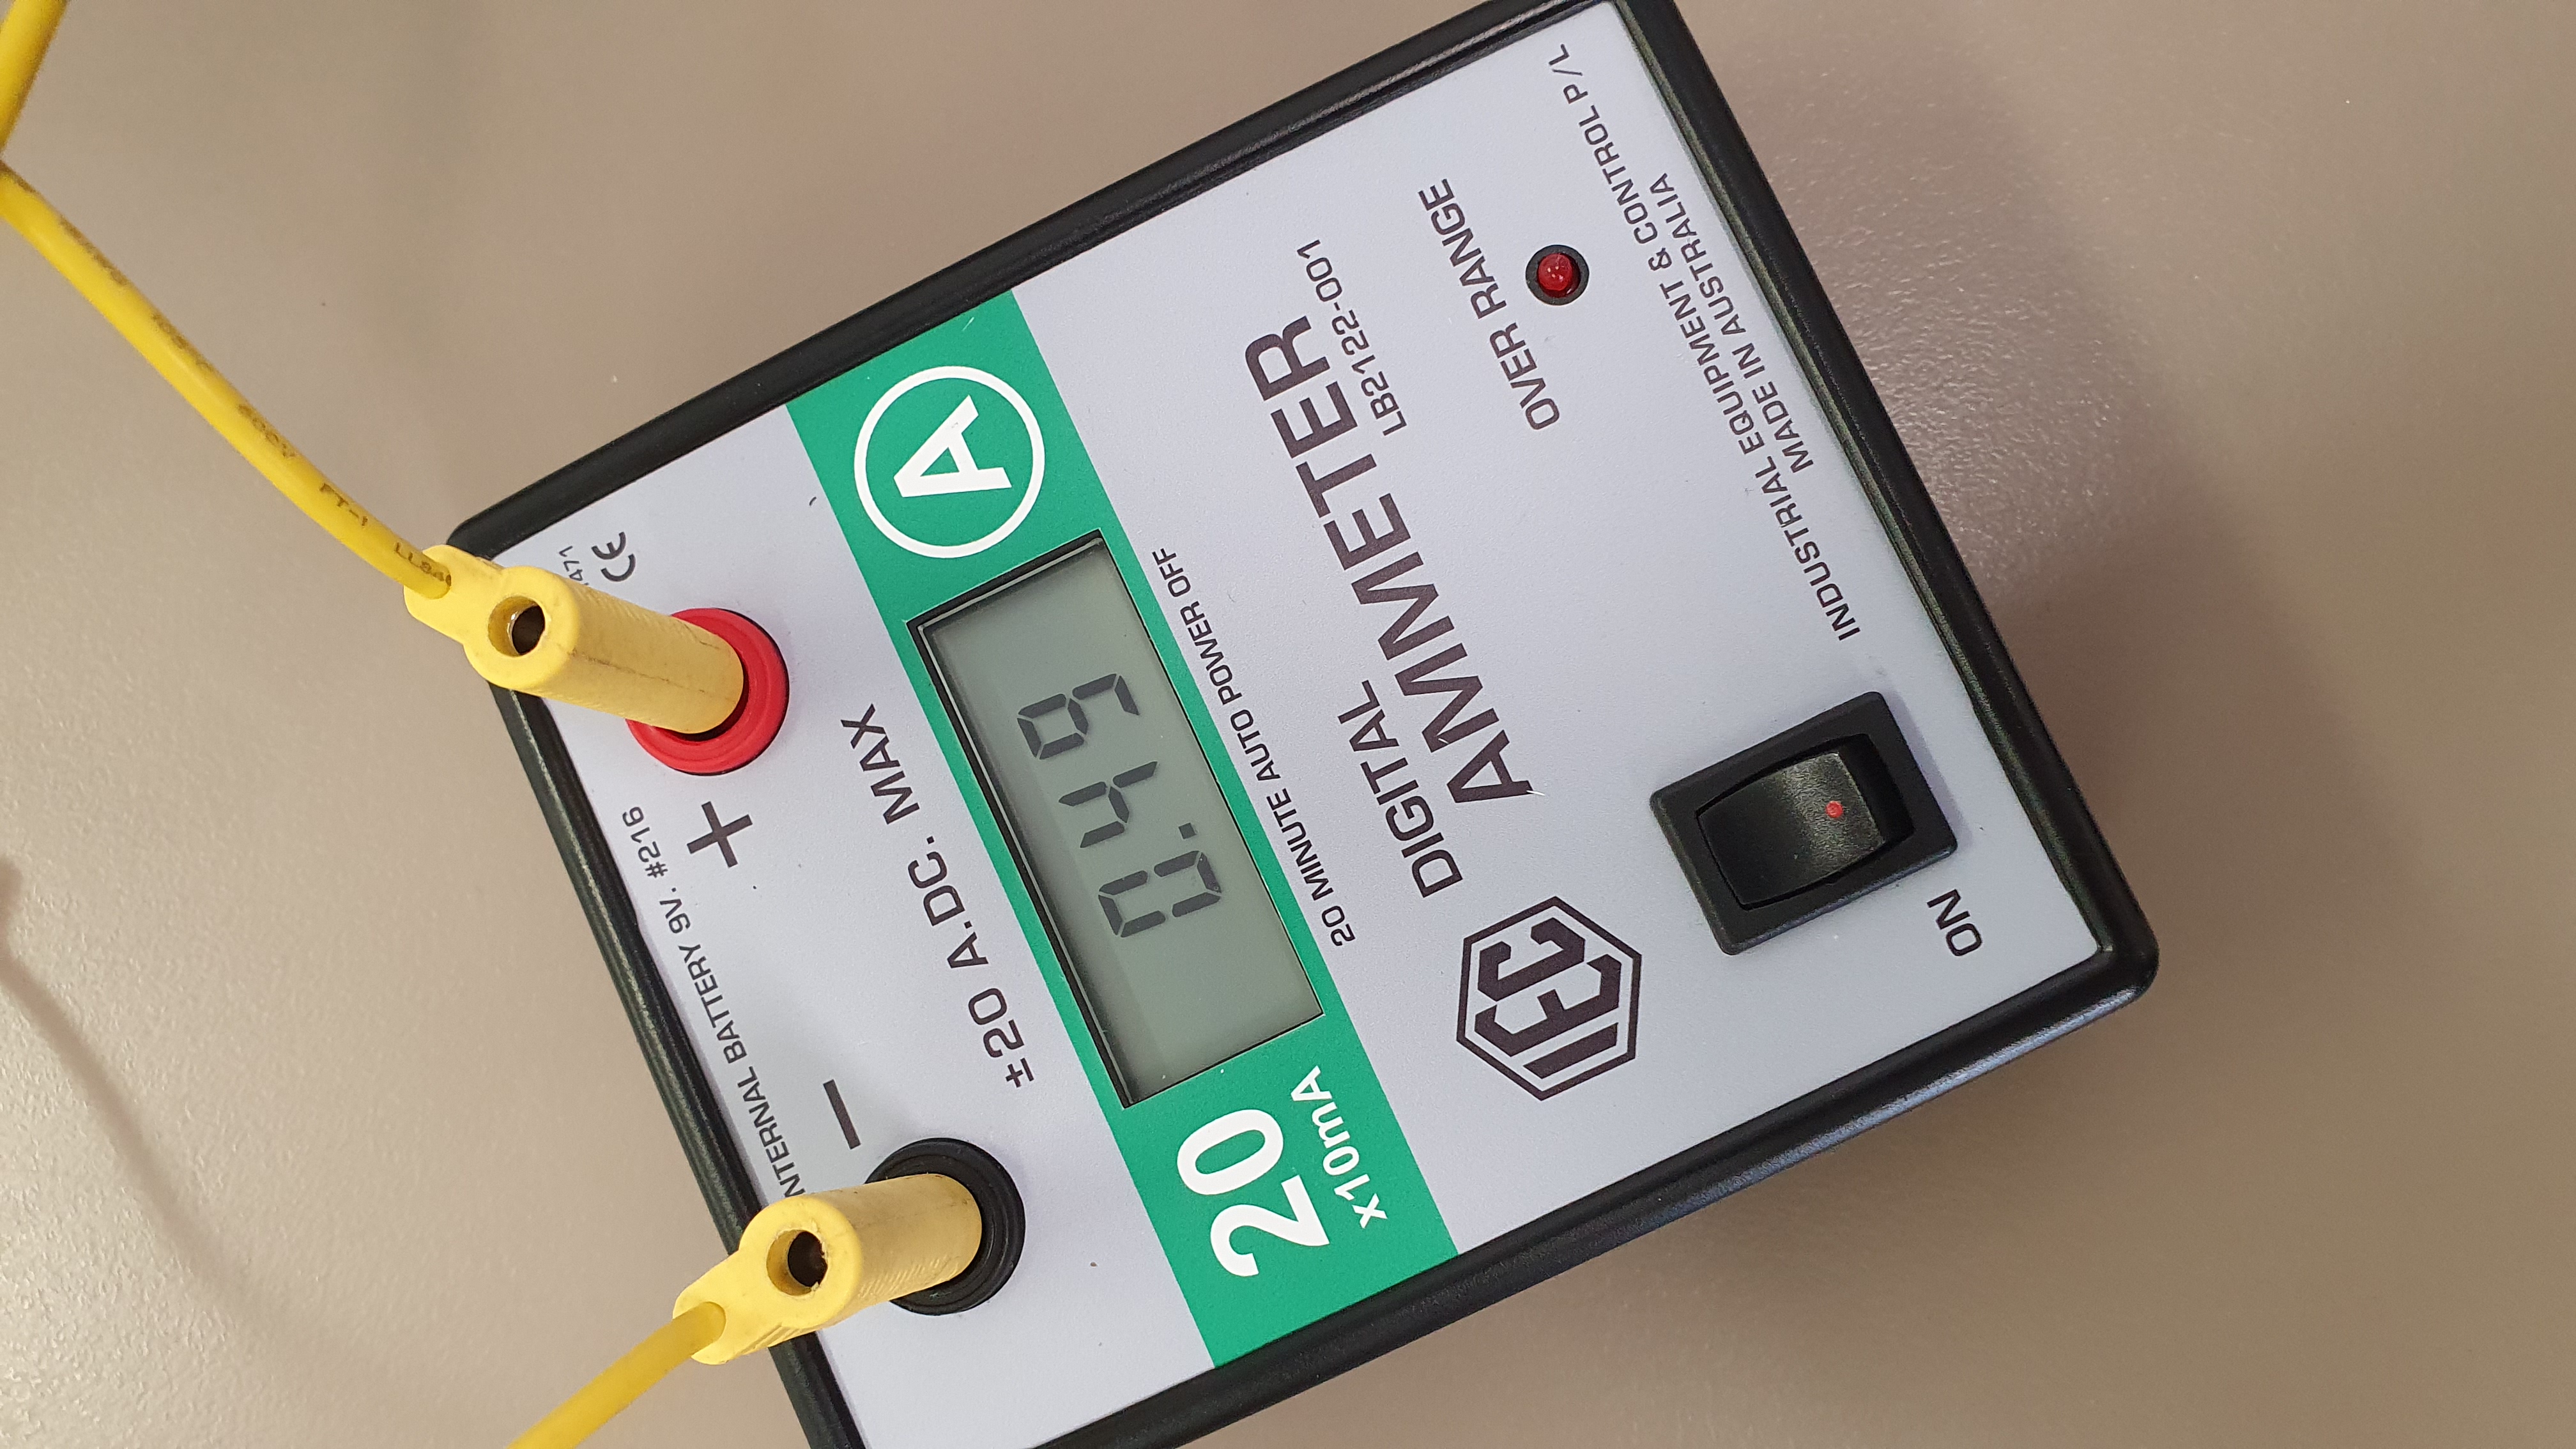 INTERNAL BATTERY 9V. #216
471
CE
− +
±20 A.DC. MAX
0.49
A
20
x10mA
20 MINUTE AUTO POWER OFF
DIGITAL
AMMETER
LB2122-001
IEC
OVER RANGE
INDUSTRIAL EQUIPMENT & CONTROL P/L
MADE IN AUSTRALIA
ON